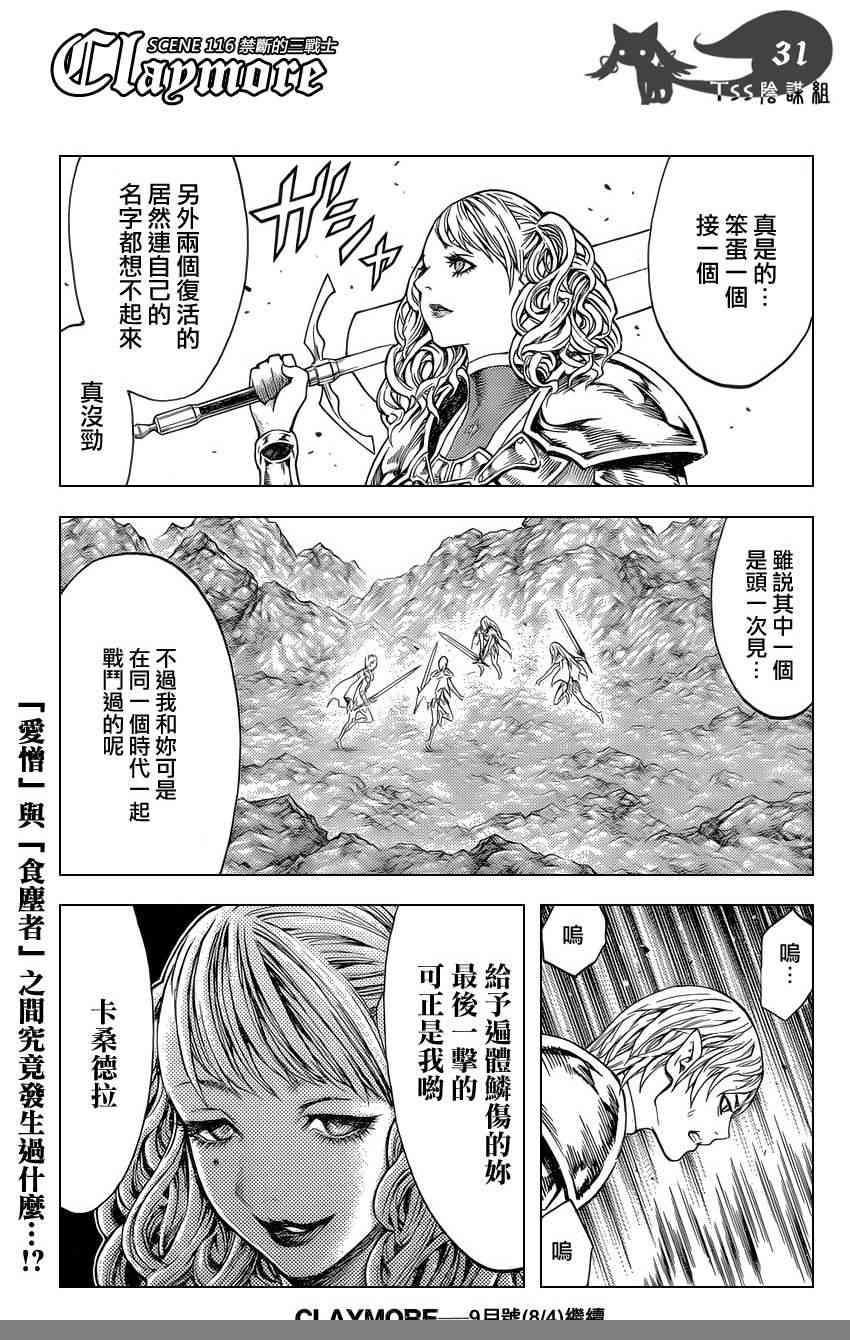 SCENE 116 禁斷的三戰士
Claymore
31
Tss陰謀組
真是的…
笨蛋一個
接一個
ガシャ
另外兩個復活的
居然連自己的
名字都想不起來
真沒勁
雖説其中一個
是頭一次見…
不過我和妳可是
在同一個時代一起
戰鬥過的呢
嗚…
嗚
嗚
給予遍體鱗傷的妳
最後一擊的
可正是我喲
卡桑德拉
「愛憎」與「食塵者」之間究竟發生過什麼…!?
CLAYMORE──9月號(8/4)繼續